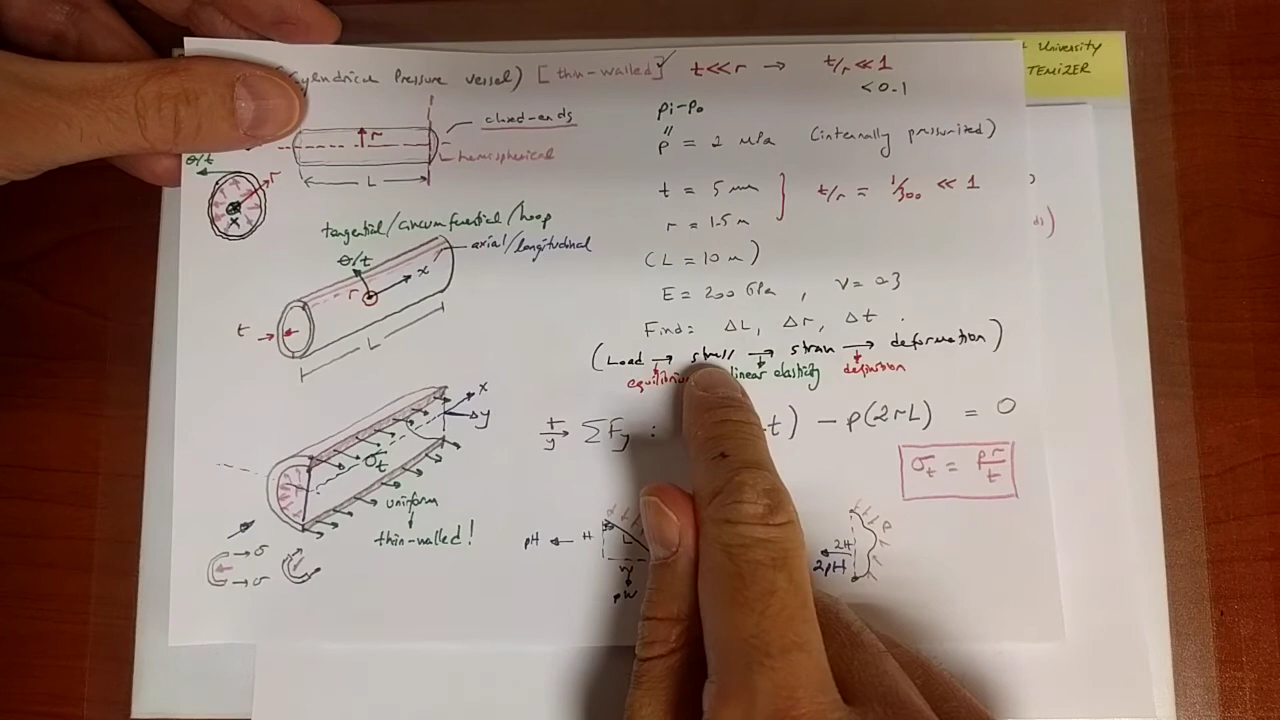 (Cylindrical Pressure vessel) [thin-walled]✓ t<<r → t/r << 1
< 0.1
University
TEMIZER
closed-ends
hemispherical
r
L
θ/t
r
x
Pi-Po
"
P = 2 MPa (internally pressurized)
t = 5 mm
t/r = 1/300 << 1
r = 1.5 m
(L = 10 m)
E = 200 GPa , ν = 0.3
Find: ΔL, Δr, Δt .
(Load → stress → strain → deformation)
linear elasticity definition
tangential/circumferential/hoop
axial/longitudinal
θ/t
x
r
t
L
+→ y ΣFy : t) - p(2rL) = 0
σt = pr/t
x
y
σt
uniform
thin-walled!
→σ
→σ
pH ← H
L
W
pW
P
2H
2pH
ds)